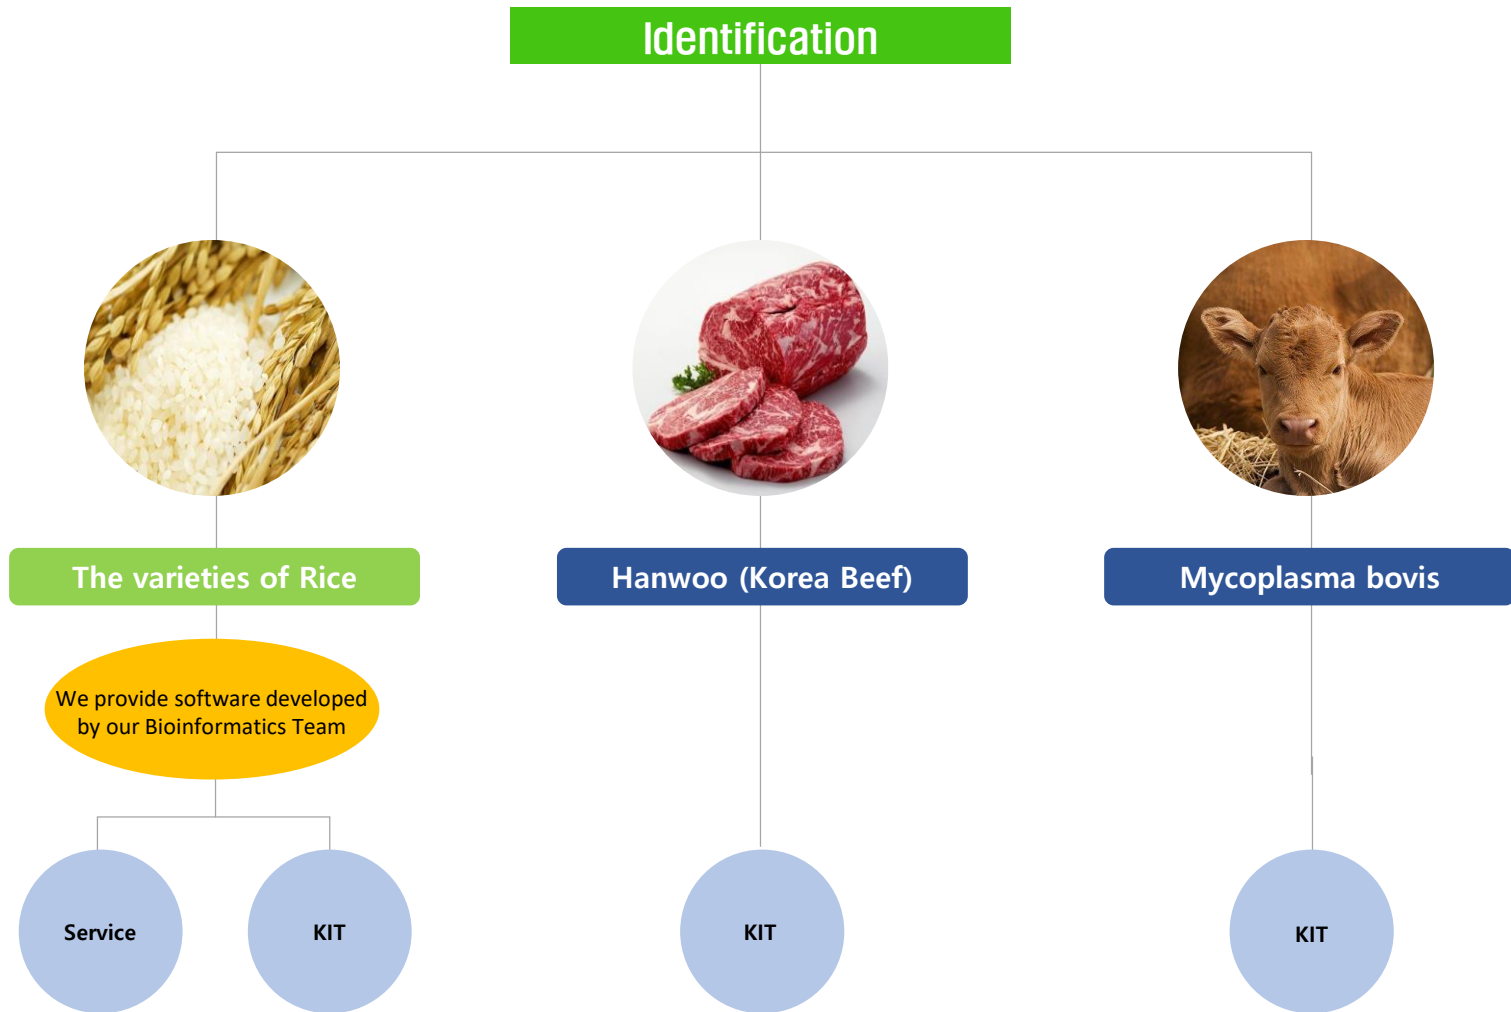 Identification
The varieties of Rice
Hanwoo (Korea Beef)
Mycoplasma bovis
We provide software developed
by our Bioinformatics Team
Service
KIT
KIT
KIT